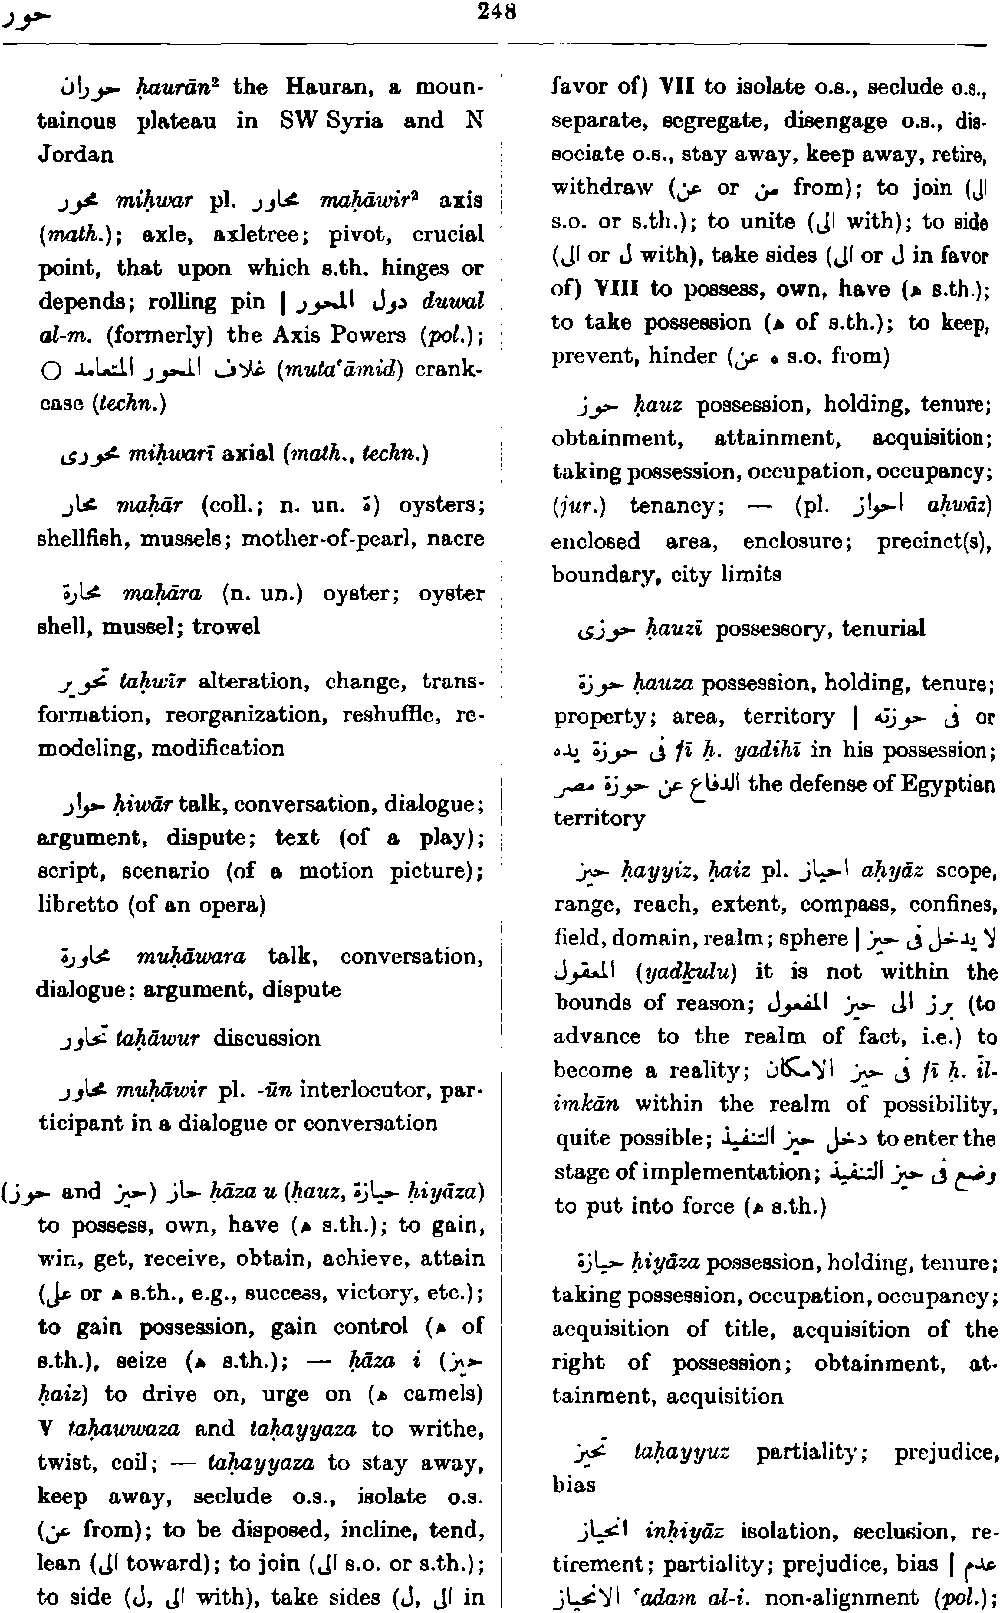 حور
248
حوران ḥaurān² the Hauran, a moun-
tainous plateau in SW Syria and N
Jordan
محور miḥwar pl. محاور maḥāwir² axis
(math.); axle, axletree; pivot, crucial
point, that upon which s.th. hinges or
depends; rolling pin | دول المحور duwal
al-m. (formerly) the Axis Powers (pol.);
○ غلاف المحور المتعامد (mutaʿāmid) crank-
case (techn.)
محورى miḥwarī axial (math., techn.)
محار maḥār (coll.; n. un. ة) oysters;
shellfish, mussels; mother-of-pearl, nacre
محارة maḥāra (n. un.) oyster; oyster
shell, mussel; trowel
تحوير taḥwīr alteration, change, trans-
formation, reorganization, reshuffle, re-
modeling, modification
حوار ḥiwār talk, conversation, dialogue;
argument, dispute; text (of a play);
script, scenario (of a motion picture);
libretto (of an opera)
محاورة muḥāwara talk, conversation,
dialogue; argument, dispute
تحاور taḥāwur discussion
محاور muḥāwir pl. -ūn interlocutor, par-
ticipant in a dialogue or conversation
(حوز and حيز) حاز ḥāza u (ḥauz, حيازة ḥiyāza)
to possess, own, have (ه s.th.); to gain,
win, get, receive, obtain, achieve, attain
(على or ه s.th., e.g., success, victory, etc.);
to gain possession, gain control (ه of
s.th.), seize (ه s.th.); — ḥāza i (حيز
ḥaiz) to drive on, urge on (ه camels)
V taḥawwaza and taḥayyaza to writhe,
twist, coil; — taḥayyaza to stay away,
keep away, seclude o.s., isolate o.s.
(عن from); to be disposed, incline, tend,
lean (الى toward); to join (الى s.o. or s.th.);
to side (ل, الى with), take sides (ل, الى in
favor of) VII to isolate o.s., seclude o.s.,
separate, segregate, disengage o.s., dis-
sociate o.s., stay away, keep away, retire,
withdraw (عن or من from); to join (الى
s.o. or s.th.); to unite (الى with); to side
(الى or ل with), take sides (الى or ل in favor
of) VIII to possess, own, have (ه s.th.);
to take possession (ه of s.th.); to keep,
prevent, hinder (عن ه s.o. from)
حوز ḥauz possession, holding, tenure;
obtainment, attainment, acquisition;
taking possession, occupation, occupancy;
(jur.) tenancy; — (pl. احواز aḥwāz)
enclosed area, enclosure; precinct(s),
boundary, city limits
حوزى ḥauzī possessory, tenurial
حوزة ḥauza possession, holding, tenure;
property; area, territory | فى حوزته or
فى حوزة يده fī ḥ. yadihī in his possession;
الدفاع عن حوزة مصر the defense of Egyptian
territory
حيز ḥayyiz, ḥaiz pl. احياز aḥyāz scope,
range, reach, extent, compass, confines,
field, domain, realm; sphere | لا يدخل فى حيز
المعقول (yadḵulu) it is not within the
bounds of reason; برز الى حيز المفعول (to
advance to the realm of fact, i.e.) to
become a reality; فى حيز الامكان fī ḥ. il-
imkān within the realm of possibility,
quite possible; دخل حيز التنفيذ to enter the
stage of implementation; وضع فى حيز التنفيذ
to put into force (ه s.th.)
حيازة ḥiyāza possession, holding, tenure;
taking possession, occupation, occupancy;
acquisition of title, acquisition of the
right of possession; obtainment, at-
tainment, acquisition
تحيز taḥayyuz partiality; prejudice,
bias
انحياز inḥiyāz isolation, seclusion, re-
tirement; partiality; prejudice, bias | عدم
الانحياز ʿadam al-i. non-alignment (pol.);